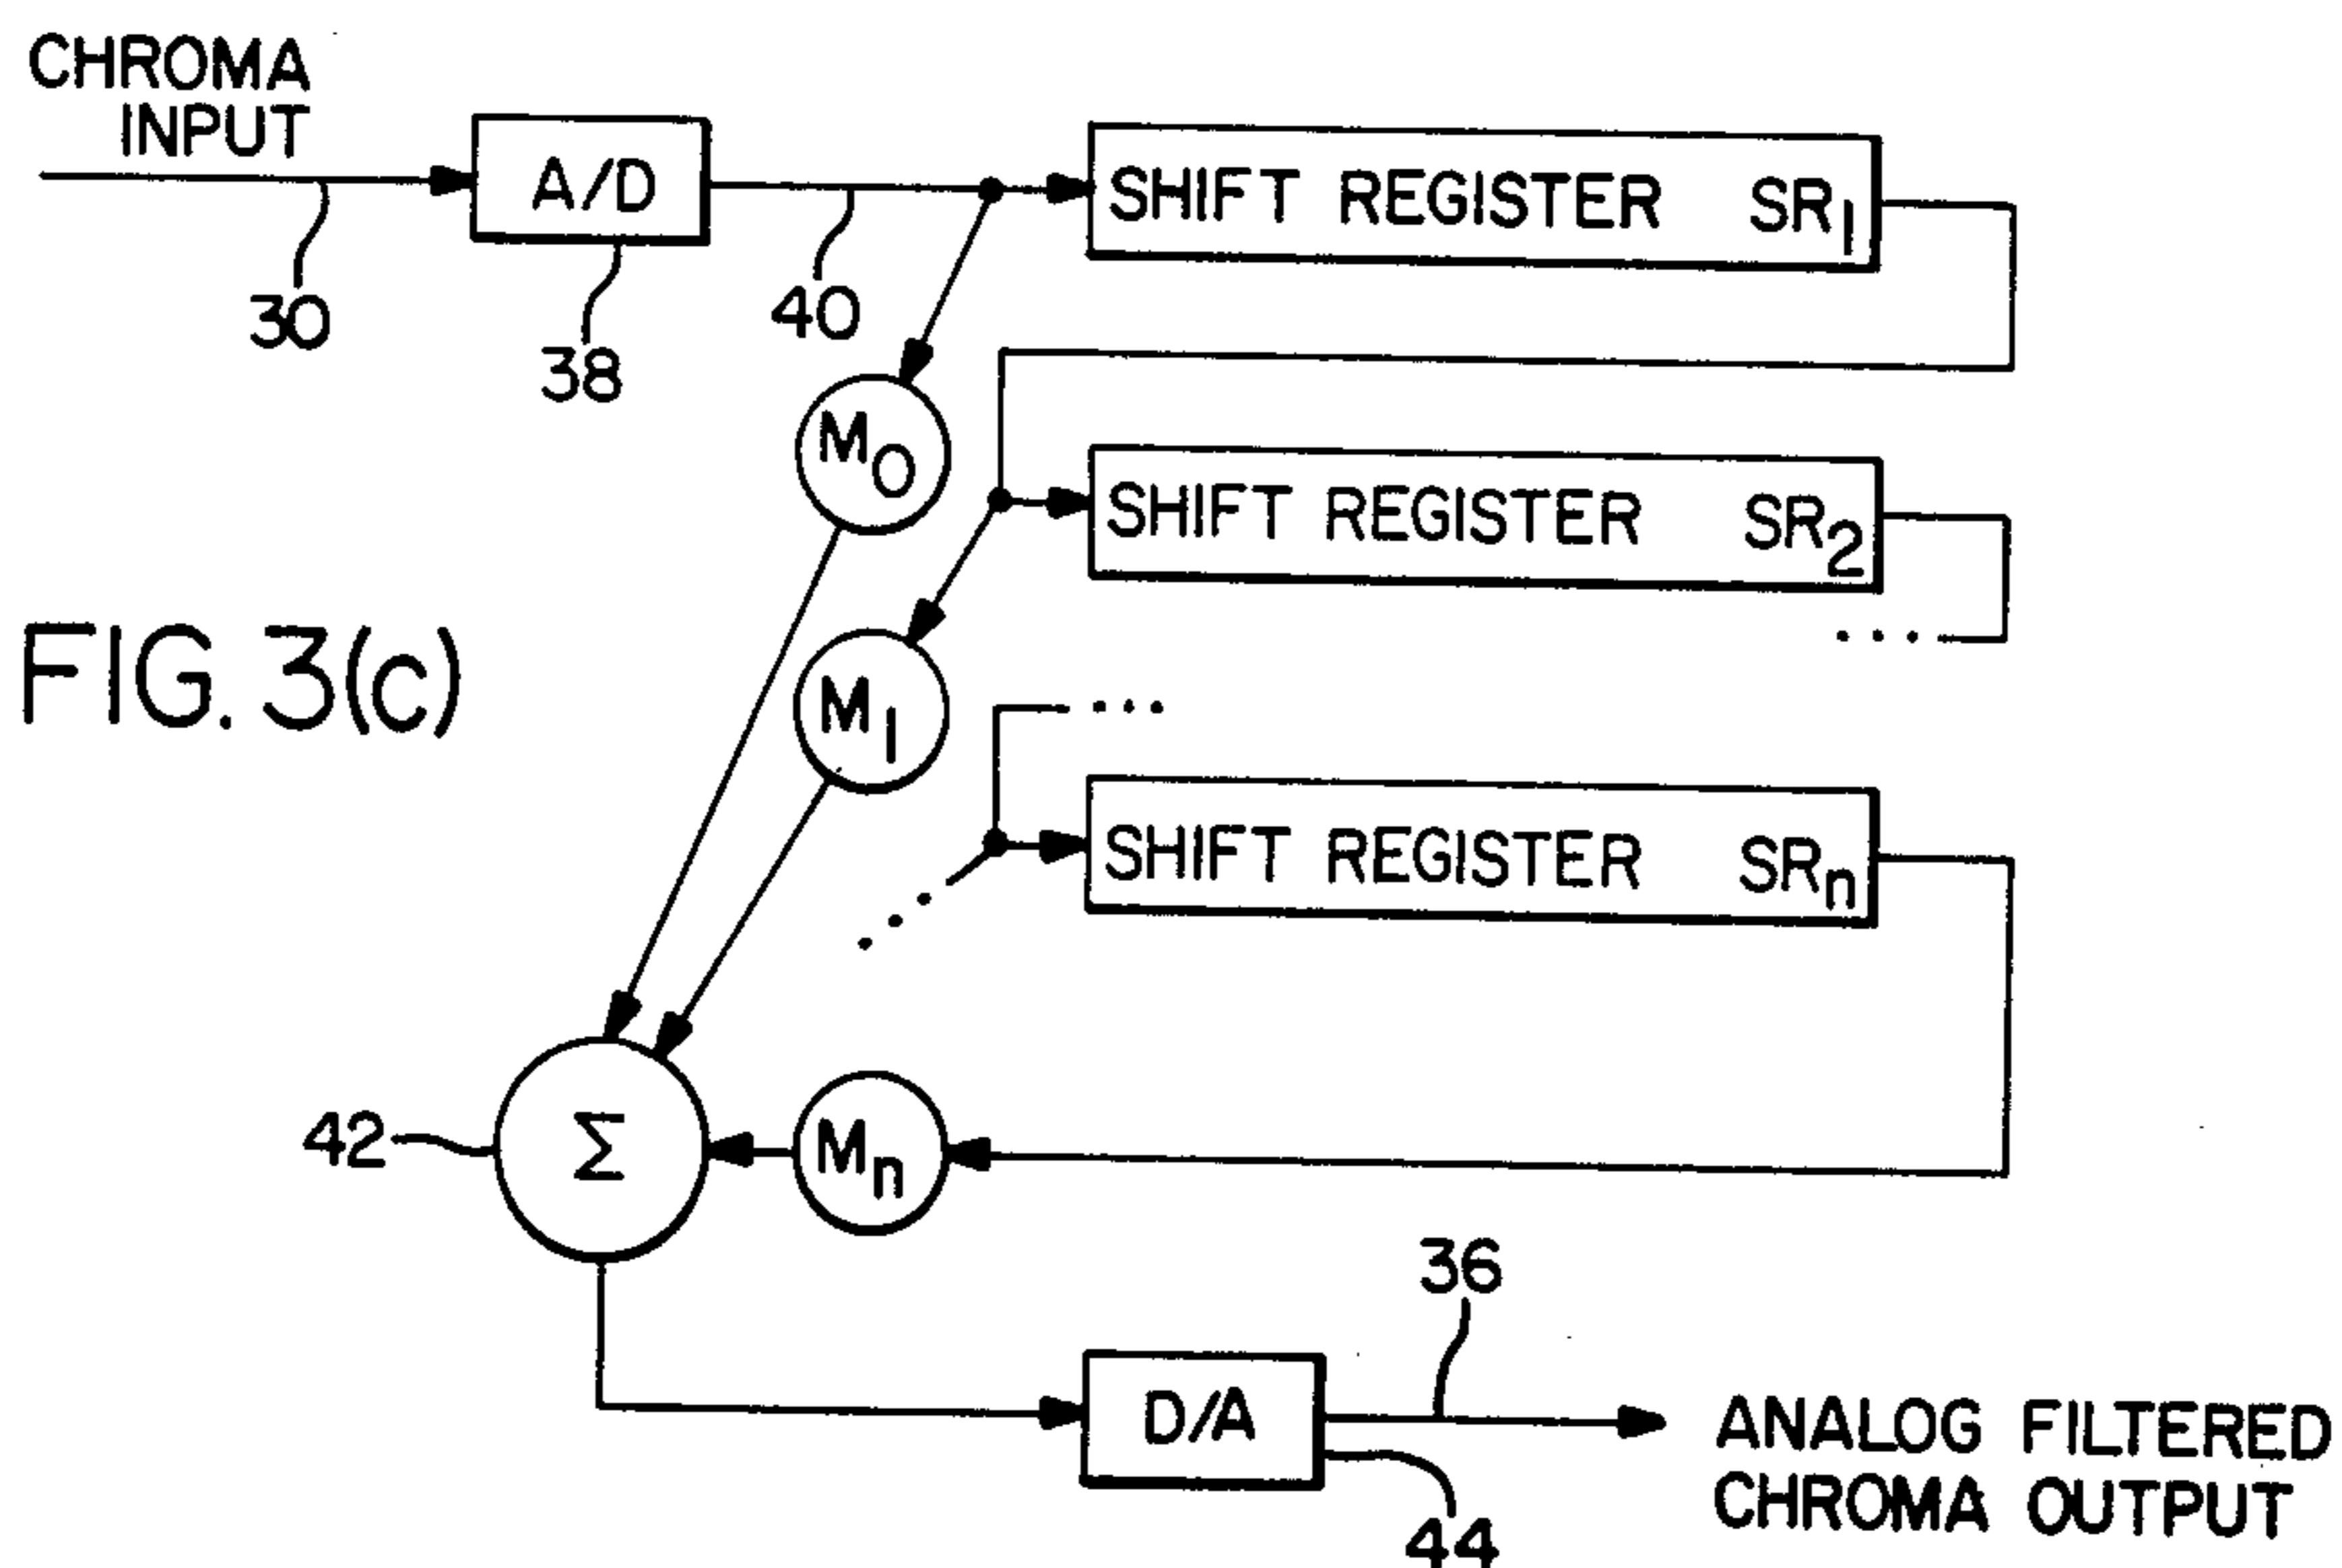 CHROMA
INPUT
A/D
SHIFT REGISTER SR1
30
38
40
M0
SHIFT REGISTER SR2
FIG. 3(c)
M1
SHIFT REGISTER SRn
42
Σ
Mn
36
D/A
ANALOG FILTERED
CHROMA OUTPUT
44